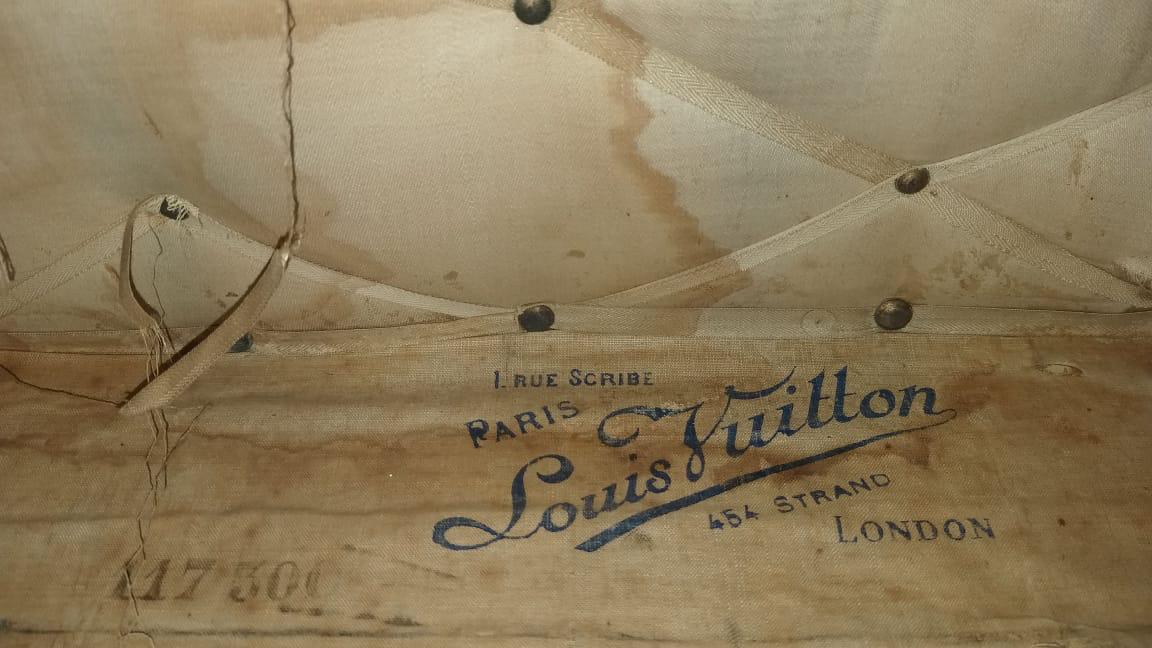 1. RUE SCRIBE
PARIS
Louis Vuitton
454 STRAND
LONDON